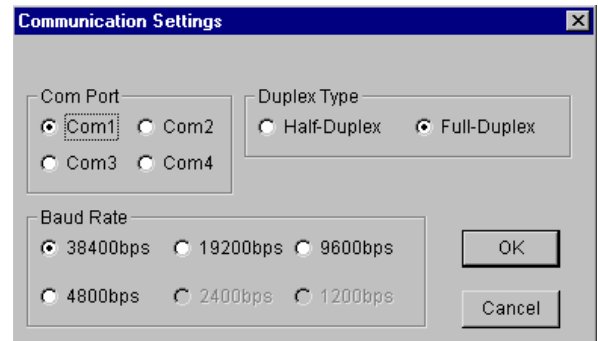 Communication Settings
Com Port
Com1 Com2
Com3 Com4
Duplex Type
Half-Duplex Full-Duplex
Baud Rate
38400bps 19200bps 9600bps
4800bps 2400bps 1200bps
OK
Cancel